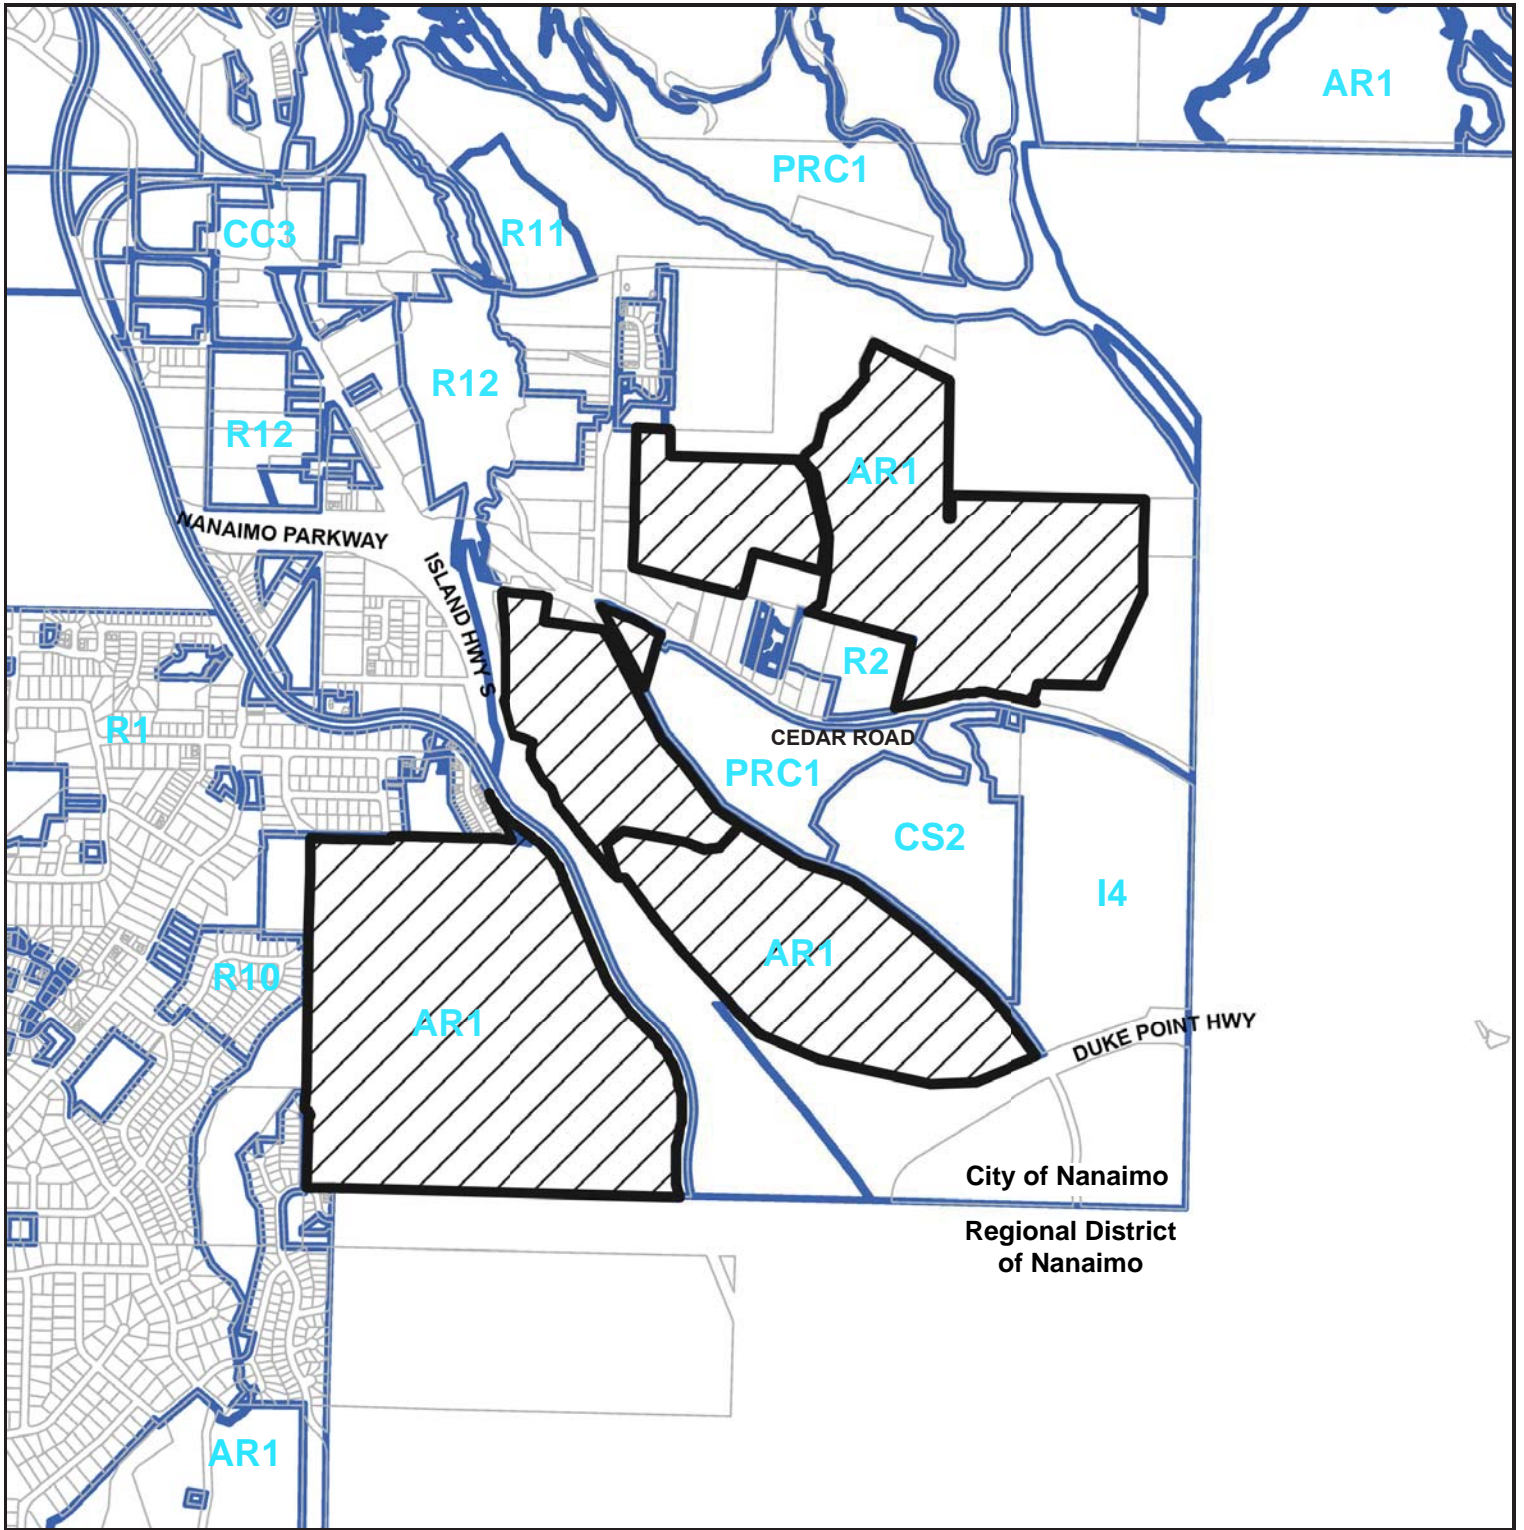 AR1
PRC1
CC3
R11
R12
R12
AR1
NANAIMO PARKWAY
ISLAND HWY S
R2
R1
CEDAR ROAD
PRC1
CS2
I4
AR1
R10
AR1
DUKE POINT HWY
City of Nanaimo
Regional District
of Nanaimo
AR1